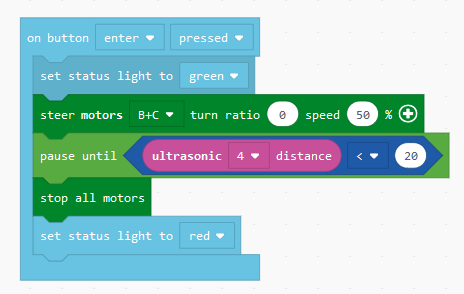 on button enter pressed
set status light to green
steer motors B+C turn ratio 0 speed 50 %
pause until ultrasonic 4 distance < 20
stop all motors
set status light to red